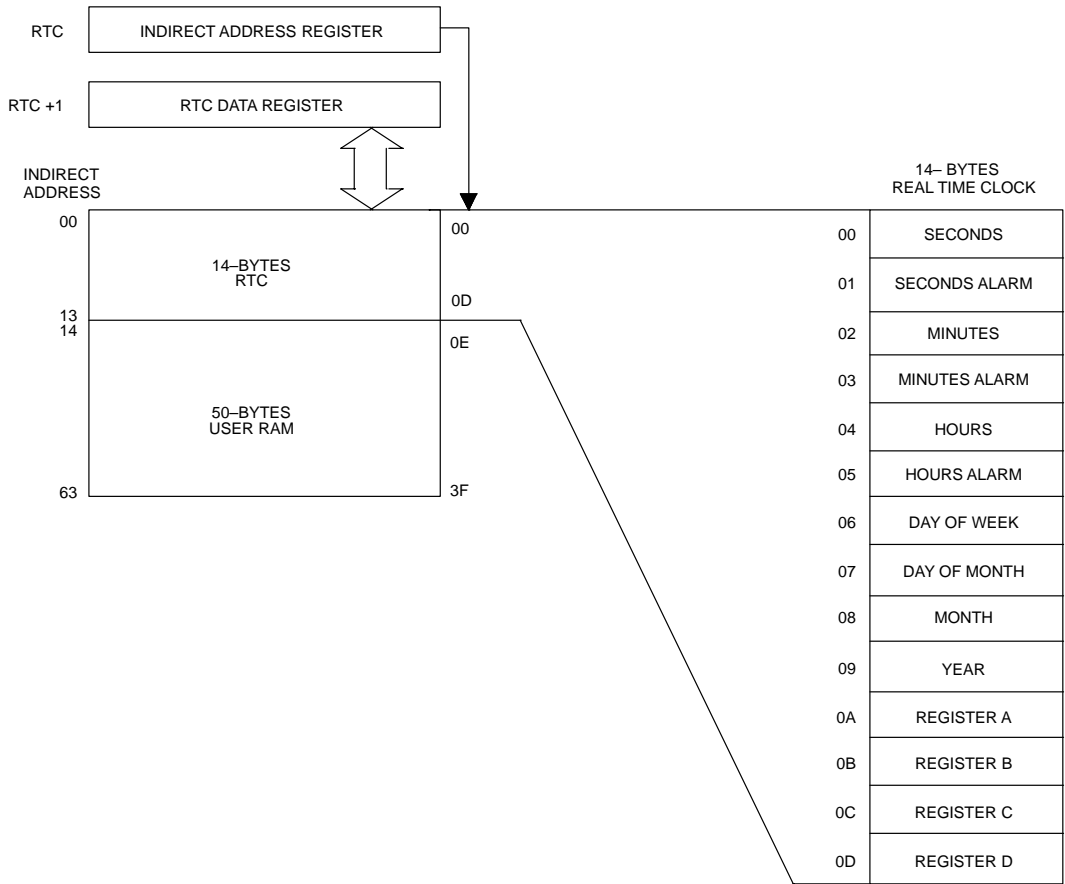 RTC
INDIRECT ADDRESS REGISTER
RTC +1
RTC DATA REGISTER
INDIRECT
ADDRESS
00
13
14
63
14–BYTES
RTC
50–BYTES
USER RAM
00
0D
0E
3F
14– BYTES
REAL TIME CLOCK
00 SECONDS
01 SECONDS ALARM
02 MINUTES
03 MINUTES ALARM
04 HOURS
05 HOURS ALARM
06 DAY OF WEEK
07 DAY OF MONTH
08 MONTH
09 YEAR
0A REGISTER A
0B REGISTER B
0C REGISTER C
0D REGISTER D